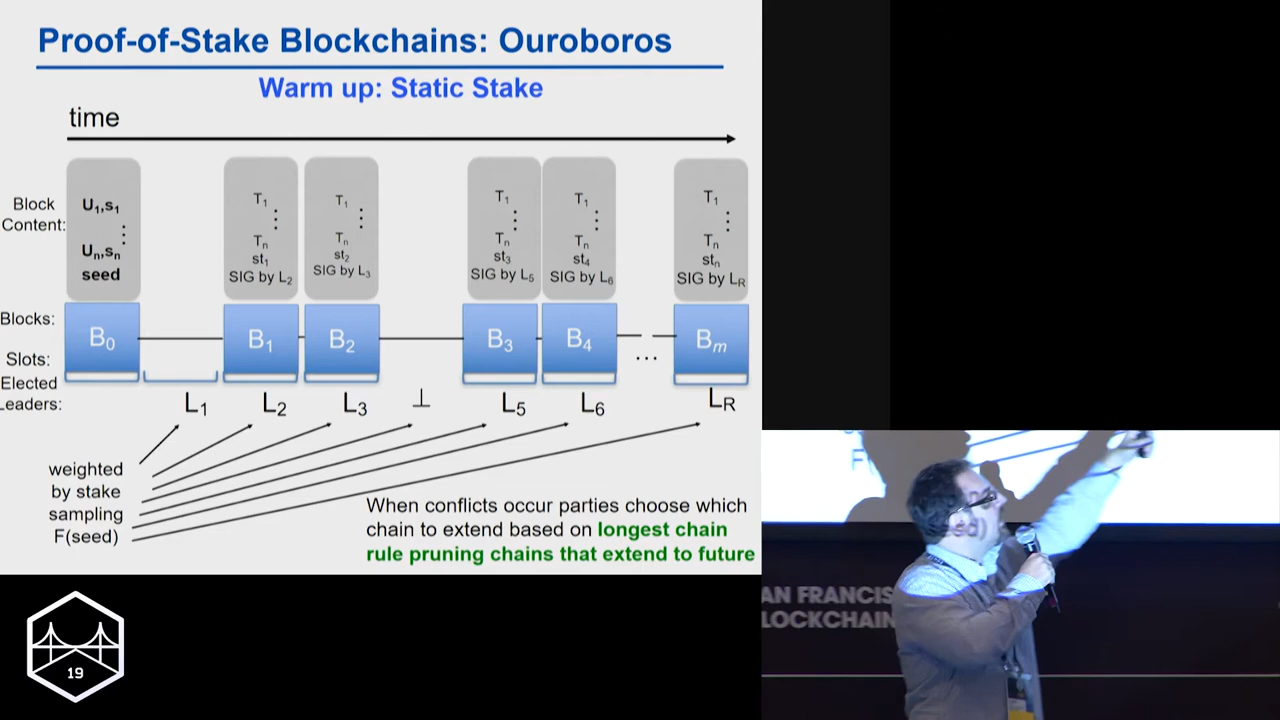 Proof-of-Stake Blockchains: Ouroboros
Warm up: Static Stake
time
Block
Content:
U₁,s₁
⋮
Uₙ,sₙ
seed
T₁
⋮
Tₙ
st₁
SIG by L₂
T₁
⋮
Tₙ
st₂
SIG by L₃
T₁
⋮
Tₙ
st₃
SIG by L₅
T₁
⋮
Tₙ
st₄
SIG by L₆
T₁
⋮
Tₙ
stₙ
SIG by L_R
Blocks:
B₀
B₁
B₂
B₃
B₄
...
Bₘ
Slots:
Elected
Leaders:
L₁
L₂
L₃
⊥
L₅
L₆
L_R
weighted
by stake
sampling
F(seed)
When conflicts occur parties choose which
chain to extend based on longest chain
rule pruning chains that extend to future
19
AN FRANCIS
LOCKCHAIN